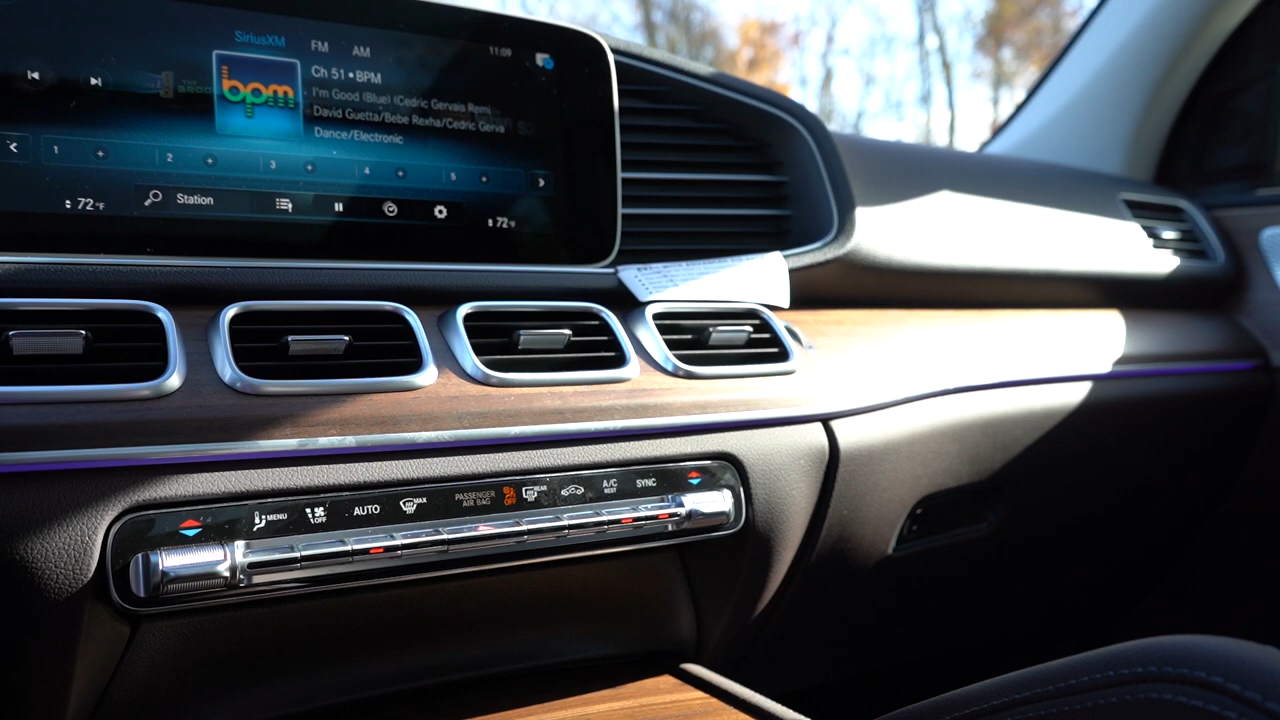 SiriusXM FM AM 11:09
bpm
Ch 51 • BPM
I'm Good (Blue) (Cedric Gervais Remi
David Guetta/Bebe Rexha/Cedric Gerva
Dance/Electronic
1 2 3 4 5
72°F Station 72°F
MENU OFF AUTO MAX PASSENGER AIR BAG OFF REAR A/C REST SYNC